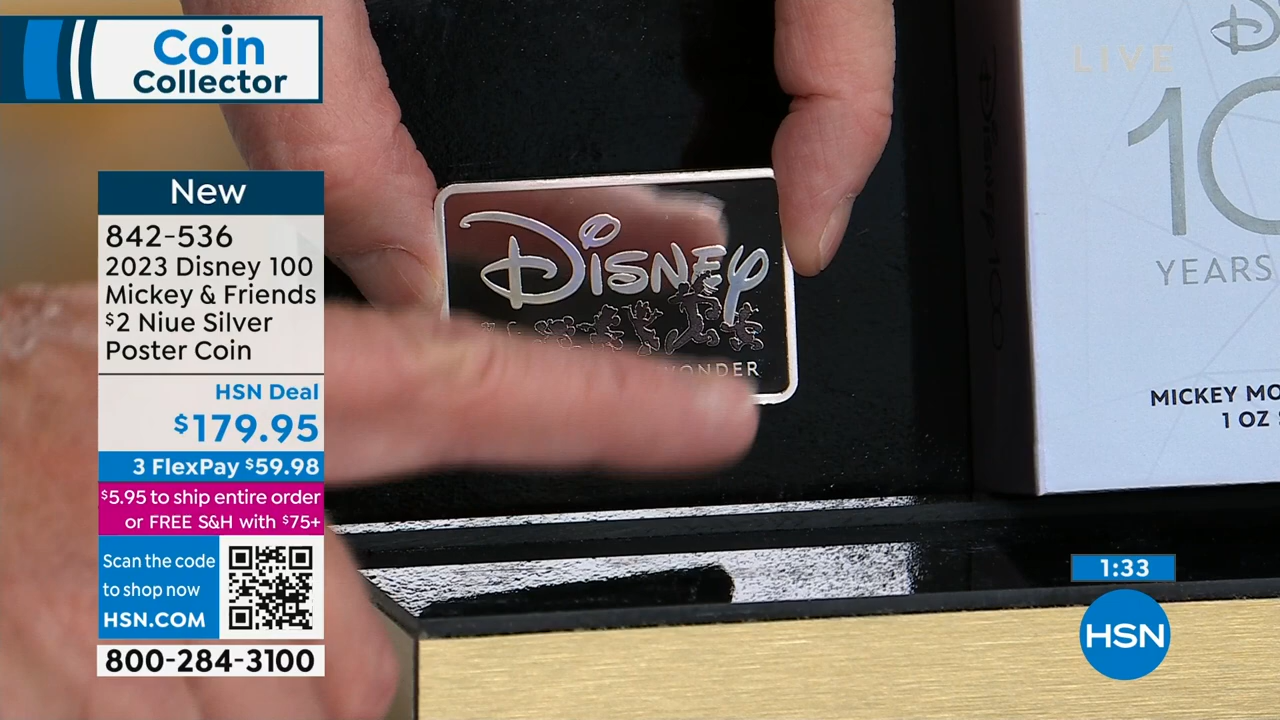 Coin
Collector
New
842-536
2023 Disney 100
Mickey & Friends
$2 Niue Silver
Poster Coin
HSN Deal
$179.95
3 FlexPay $59.98
$5.95 to ship entire order
or FREE S&H with $75+
Scan the code
to shop now
HSN.COM
800-284-3100
DISNEY
WONDER
LIVE
10
YEARS
MICKEY MO
1 OZ
1:33
HSN